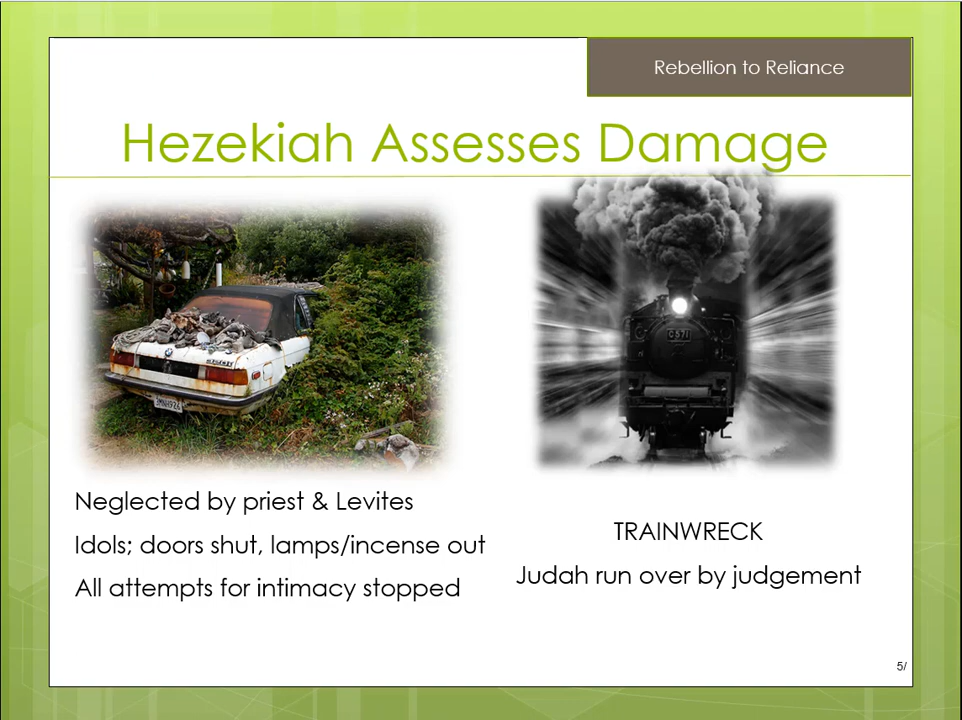 Rebellion to Reliance
Hezekiah Assesses Damage
C571
Neglected by priest & Levites
Idols; doors shut, lamps/incense out
All attempts for intimacy stopped
TRAINWRECK
Judah run over by judgement
5/